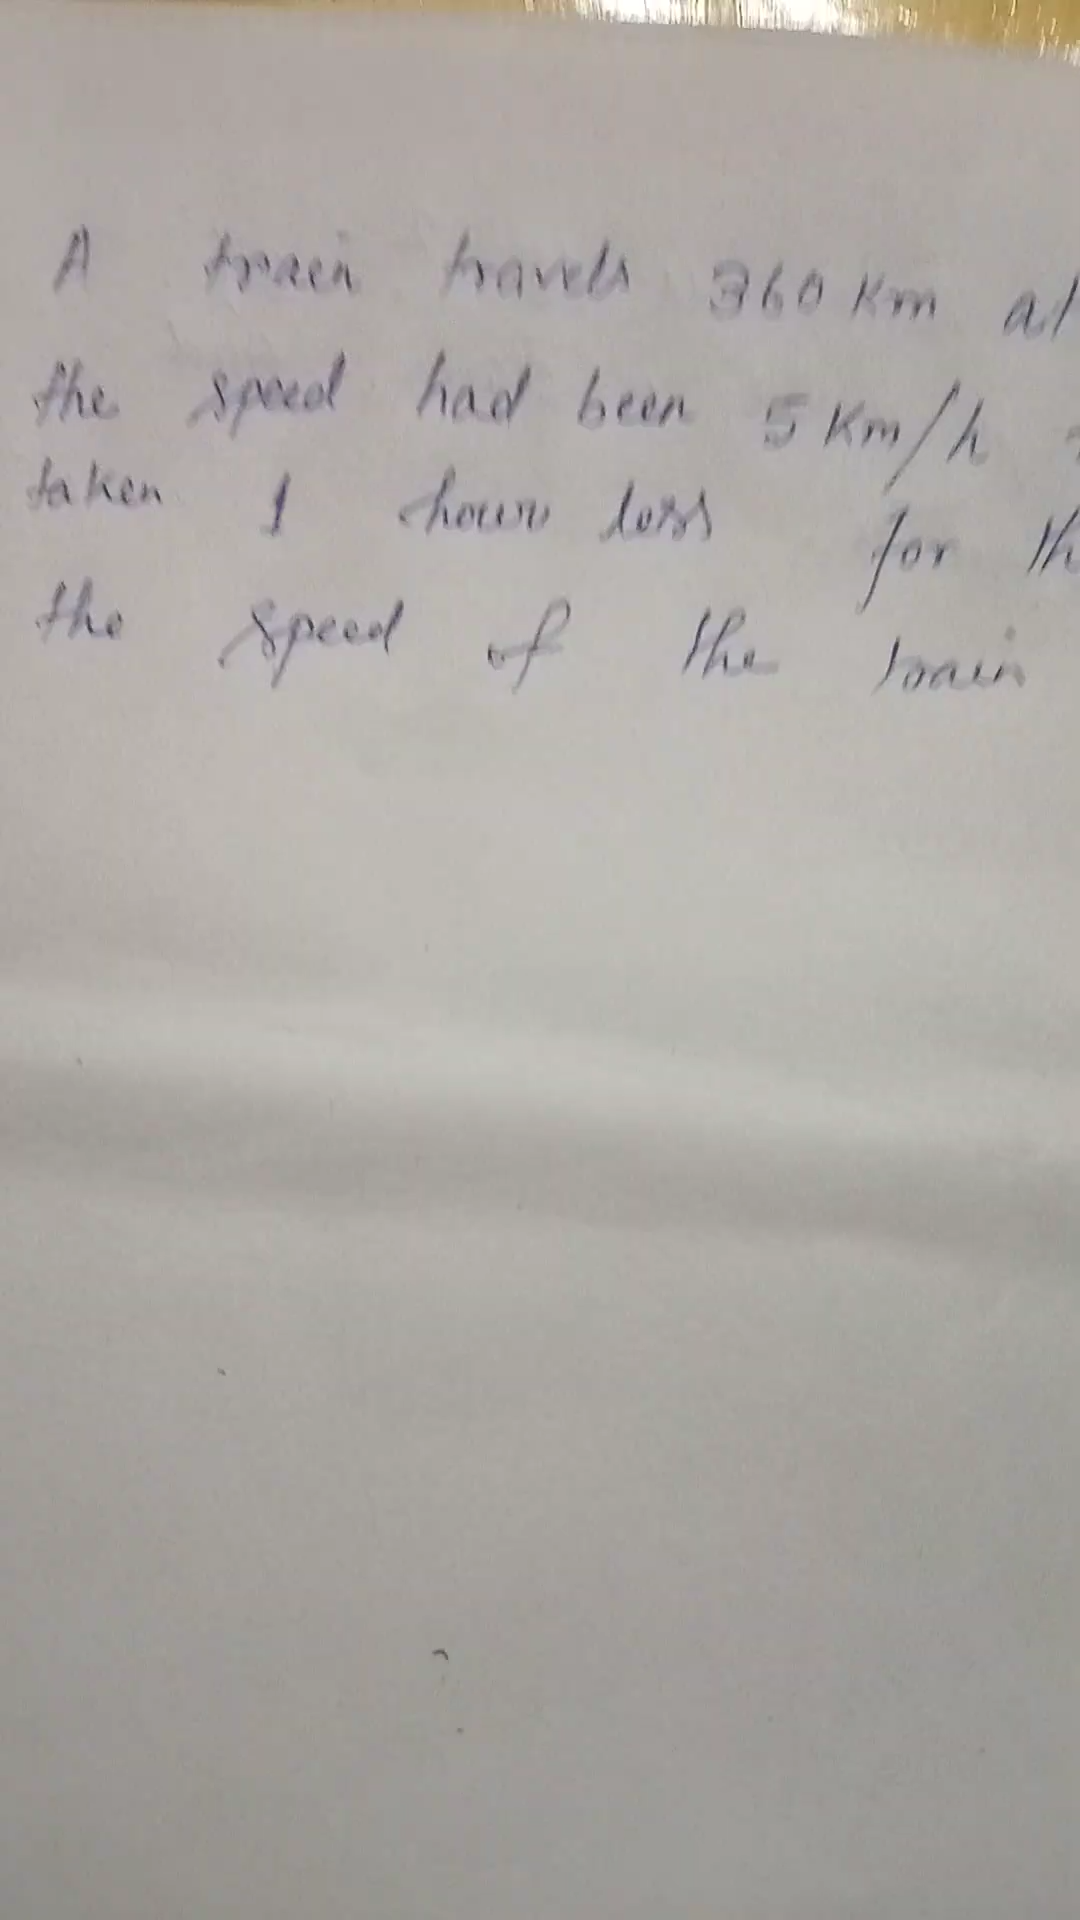 A train travels 360 km at
the speed had been 5 km/h
taken 1 hour less for th
the speed of the train